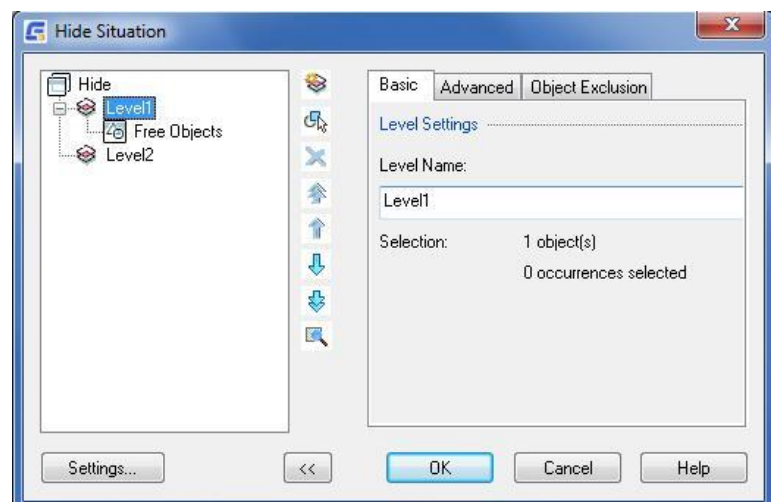 Hide Situation
Hide
Level1
Free Objects
Level2
Basic
Advanced
Object Exclusion
Level Settings
Level Name:
Level1
Selection:
1 object(s)
0 occurrences selected
Settings...
<<
OK
Cancel
Help